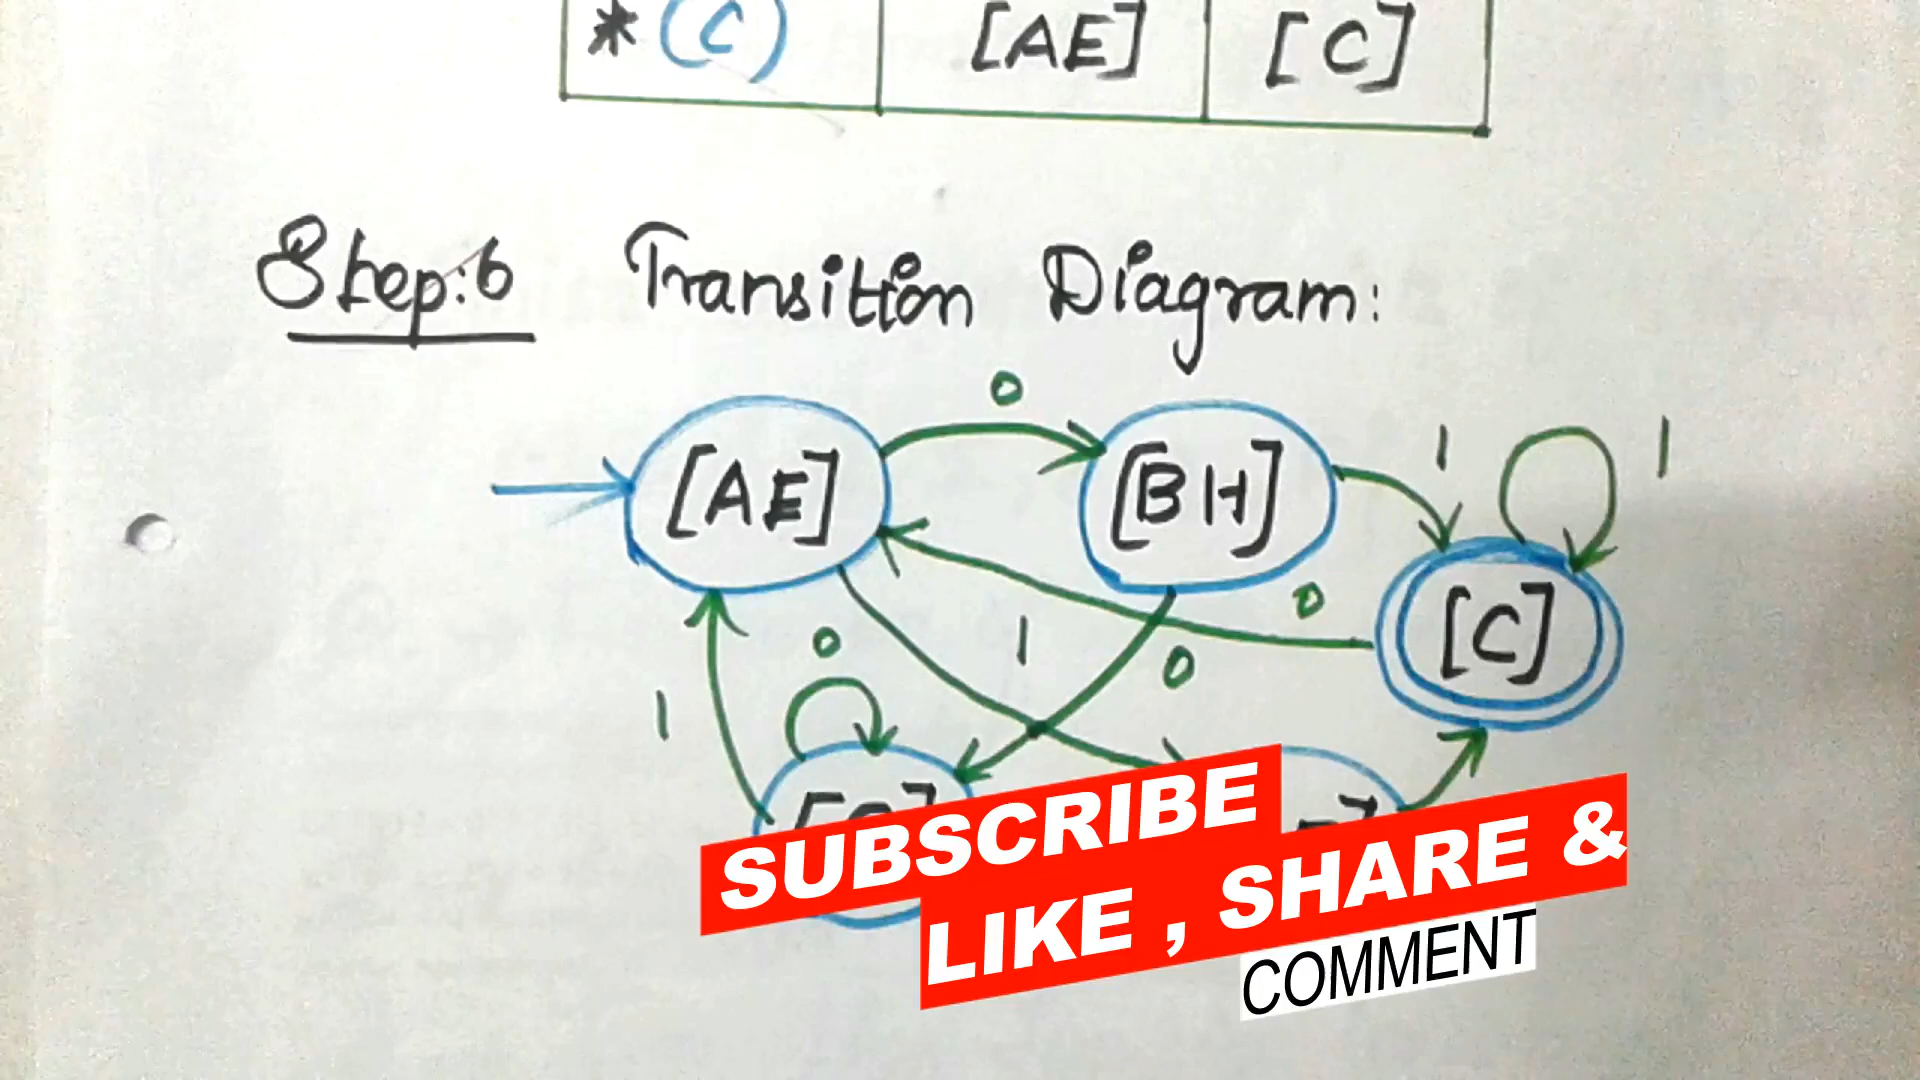 *(C) [AE] [C]
Step:6 Transition Diagram:
0
[AE] [BH] 1 1
[C]
0
0 1 0
1
SUBSCRIBE
LIKE , SHARE &
COMMENT